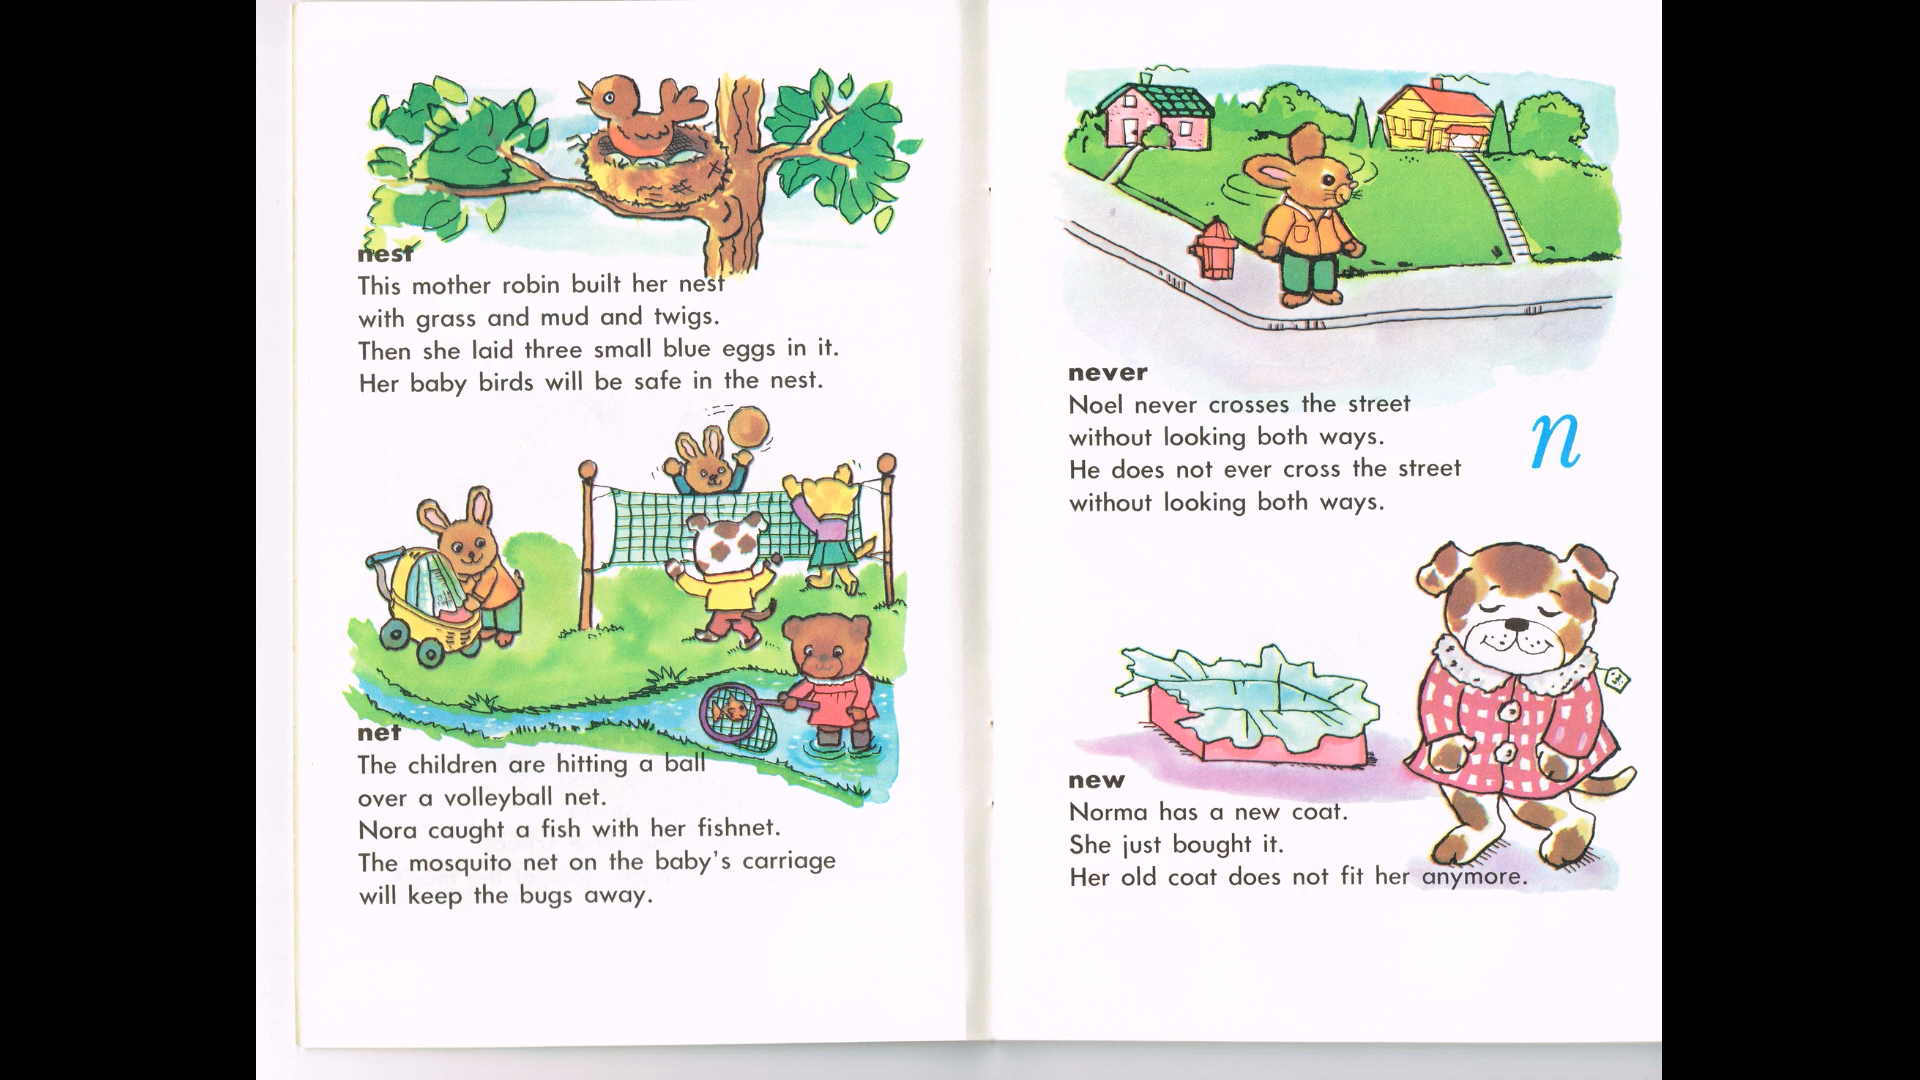 nest
This mother robin built her nest
with grass and mud and twigs.
Then she laid three small blue eggs in it.
Her baby birds will be safe in the nest.
net
The children are hitting a ball
over a volleyball net.
Nora caught a fish with her fishnet.
The mosquito net on the baby's carriage
will keep the bugs away.
never
Noel never crosses the street
without looking both ways.
He does not ever cross the street
without looking both ways.
n
new
Norma has a new coat.
She just bought it.
Her old coat does not fit her anymore.